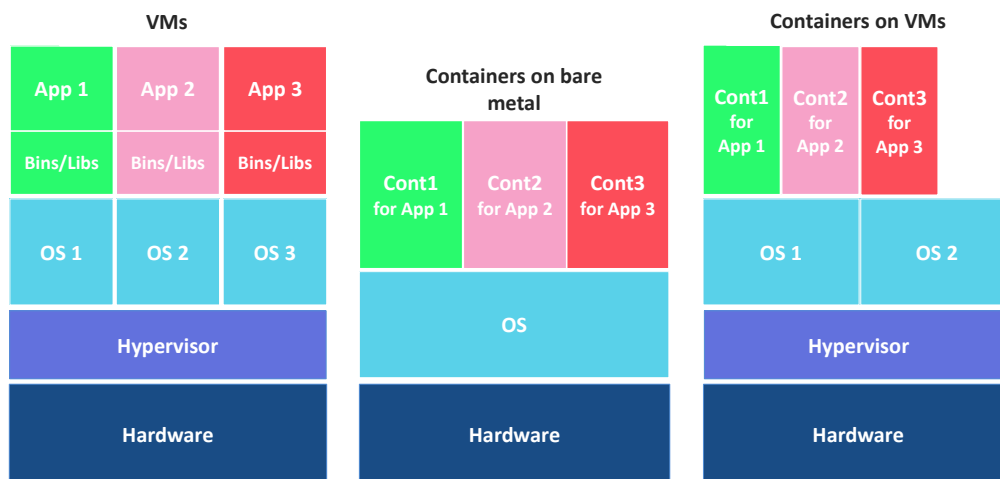 VMs
App 1
App 2
App 3
Bins/Libs
Bins/Libs
Bins/Libs
OS 1
OS 2
OS 3
Hypervisor
Hardware
Containers on bare
metal
Cont1
for App 1
Cont2
for App 2
Cont3
for App 3
OS
Hardware
Containers on VMs
Cont1
for
App 1
Cont2
for
App 2
Cont3
for
App 3
OS 1
OS 2
Hypervisor
Hardware